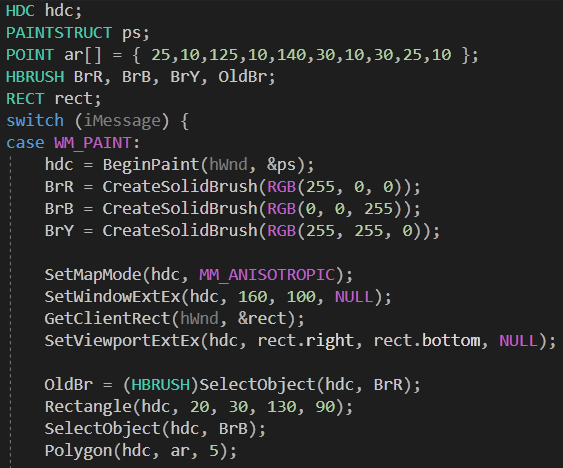 HDC hdc;
PAINTSTRUCT ps;
POINT ar[] = { 25,10,125,10,140,30,10,30,25,10 };
HBRUSH BrR, BrB, BrY, OldBr;
RECT rect;
switch (iMessage) {
case WM_PAINT:
hdc = BeginPaint(hWnd, &ps);
BrR = CreateSolidBrush(RGB(255, 0, 0));
BrB = CreateSolidBrush(RGB(0, 0, 255));
BrY = CreateSolidBrush(RGB(255, 255, 0));
SetMapMode(hdc, MM_ANISOTROPIC);
SetWindowExtEx(hdc, 160, 100, NULL);
GetClientRect(hWnd, &rect);
SetViewportExtEx(hdc, rect.right, rect.bottom, NULL);
OldBr = (HBRUSH)SelectObject(hdc, BrR);
Rectangle(hdc, 20, 30, 130, 90);
SelectObject(hdc, BrB);
Polygon(hdc, ar, 5);